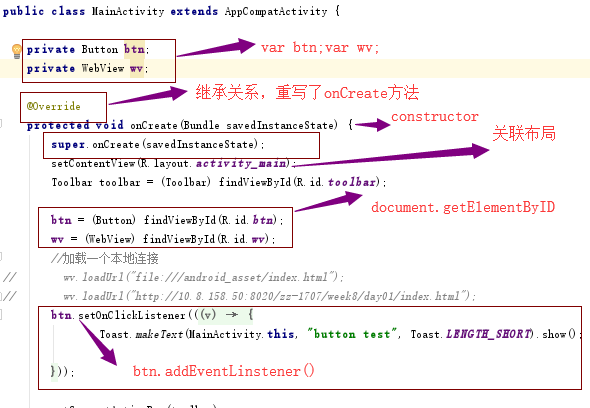 public class MainActivity extends AppCompatActivity {
private Button btn; var btn;var wv;
private WebView wv;
@Override 继承关系，重写了onCreate方法
protected void onCreate(Bundle savedInstanceState) { constructor
super.onCreate(savedInstanceState); 关联布局
setContentView(R.layout.activity_main);
Toolbar toolbar = (Toolbar) findViewById(R.id.toolbar);
document.getElementByID
btn = (Button) findViewById(R.id.btn);
wv = (WebView) findViewById(R.id.wv);
//加载一个本地连接
// wv.loadUrl("file:///android_asset/index.html");
// wv.loadUrl("http://10.8.158.50:8020/zz-1707/week8/day01/index.html");
btn.setOnClickListener(((v) → {
Toast.makeText(MainActivity.this, "button test", Toast.LENGTH_SHORT).show();
}));
btn.addEventLinstener()